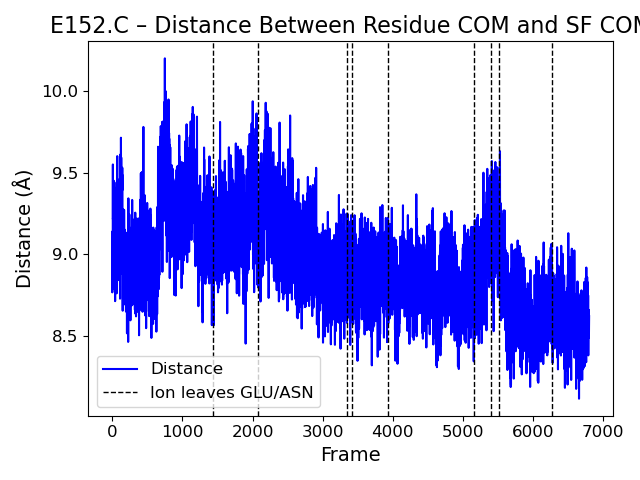 E152.C – Distance Between Residue COM and SF COM
Distance (Å)
10.0
9.5
9.0
8.5
Distance
Ion leaves GLU/ASN
0 1000 2000 3000 4000 5000 6000 7000
Frame